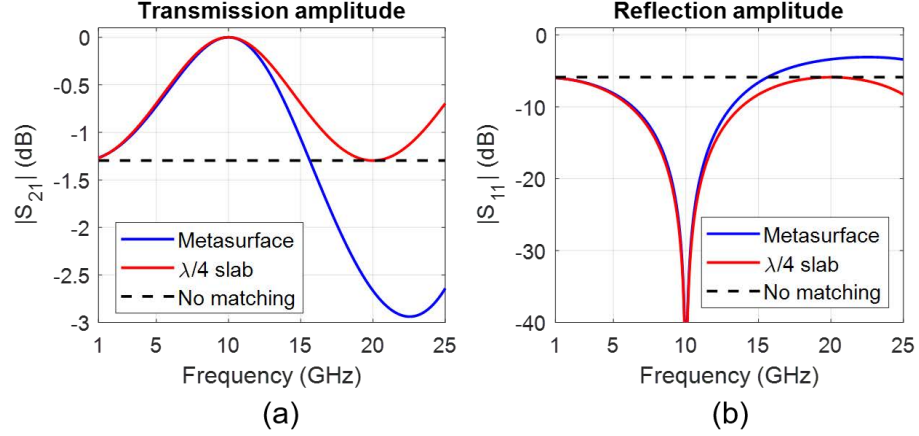 Transmission amplitude
0
-0.5
-1
-1.5
-2
-2.5
-3
|S21| (dB)
Metasurface
λ/4 slab
No matching
1 5 10 15 20 25
Frequency (GHz)
(a)
Reflection amplitude
0
-10
-20
-30
-40
|S11| (dB)
Metasurface
λ/4 slab
No matching
1 5 10 15 20 25
Frequency (GHz)
(b)